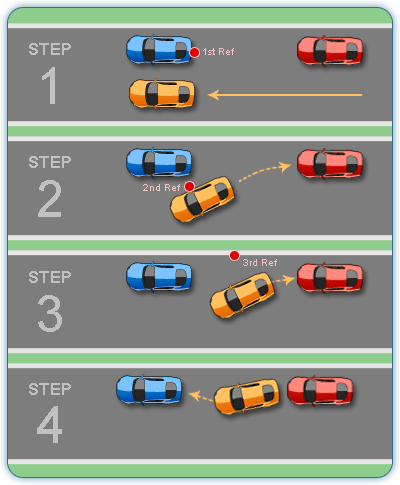 STEP
1
1st Ref
STEP
2
2nd Ref
STEP
3
3rd Ref
STEP
4